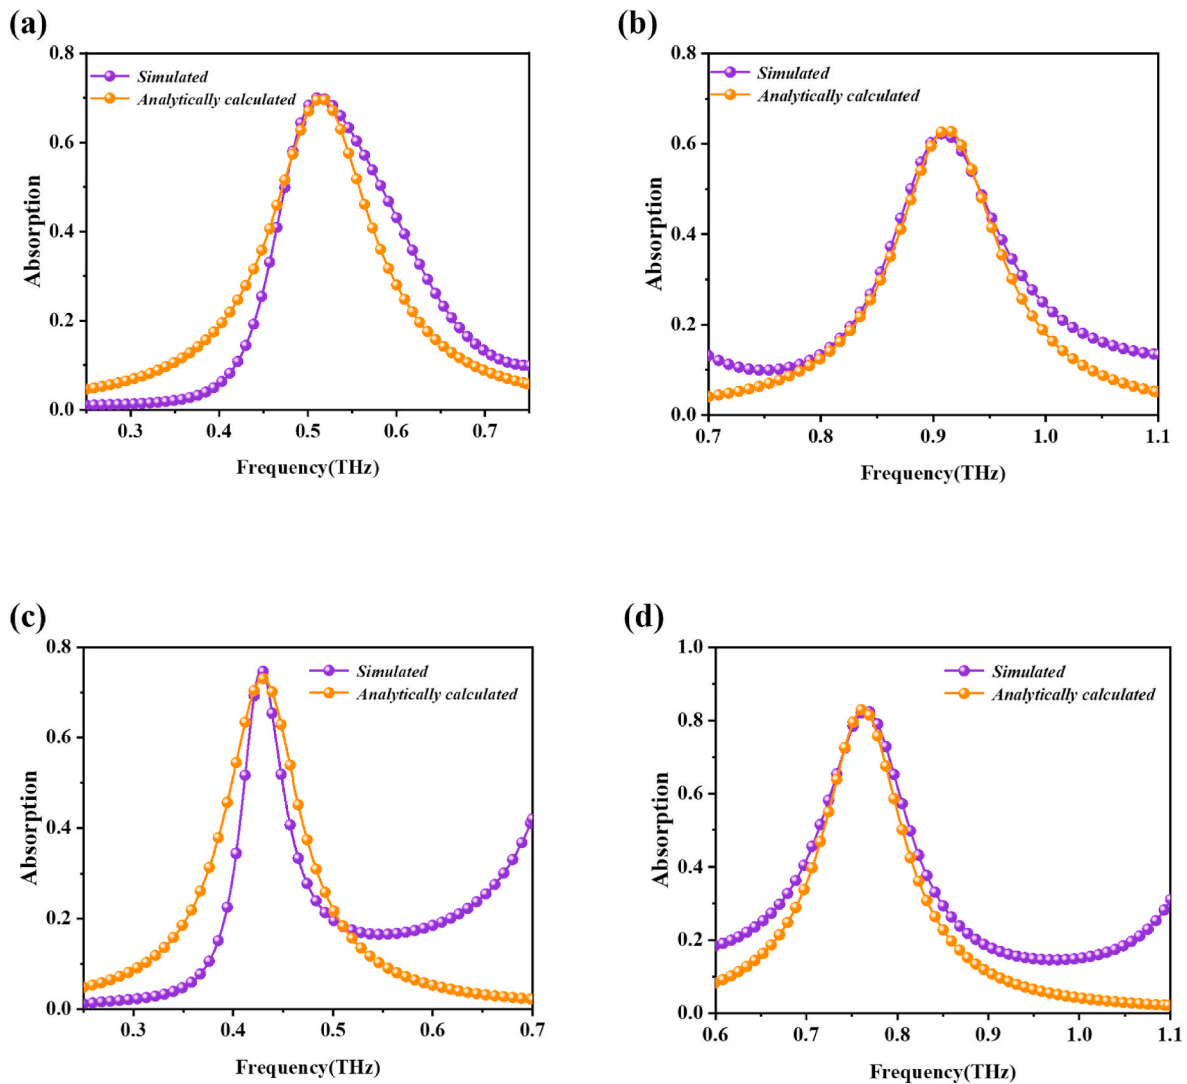 (a)
0.8
0.6
0.4
0.2
0.0
Absorption
Simulated
Analytically calculated
0.3 0.4 0.5 0.6 0.7
Frequency(THz)
(b)
0.8
0.6
0.4
0.2
0.0
Absorption
Simulated
Analytically calculated
0.7 0.8 0.9 1.0 1.1
Frequency(THz)
(c)
0.8
0.6
0.4
0.2
0.0
Absorption
Simulated
Analytically calculated
0.3 0.4 0.5 0.6 0.7
Frequency(THz)
(d)
1.0
0.8
0.6
0.4
0.2
0.0
Absorption
Simulated
Analytically calculated
0.6 0.7 0.8 0.9 1.0 1.1
Frequency(THz)